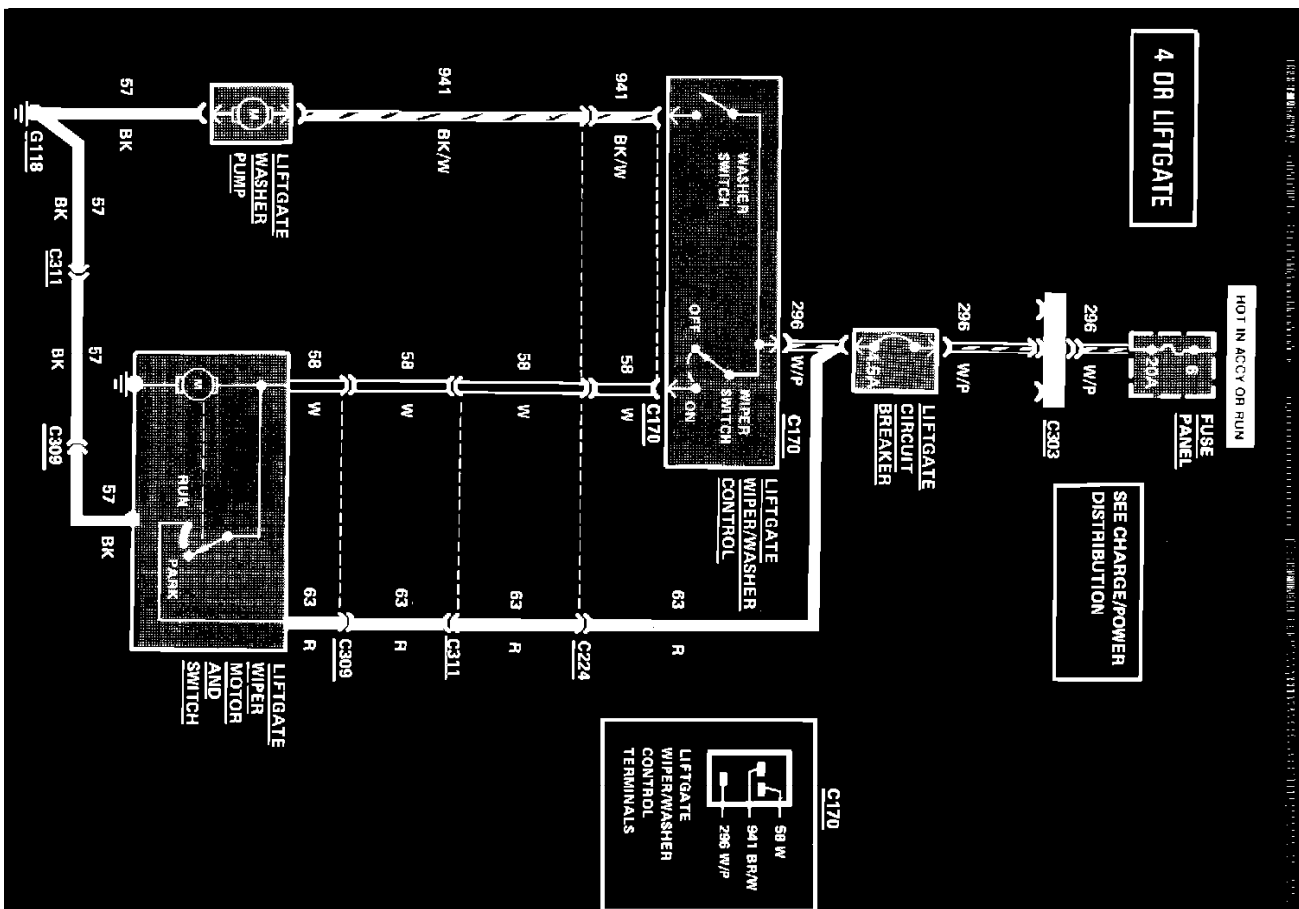 4 DR LIFTGATE
HOT IN ACCY OR RUN
FUSE
PANEL
6
20A
296
W/P
C303
SEE CHARGE/POWER
DISTRIBUTION
296
W/P
LIFTGATE
CIRCUIT
BREAKER
4.5A
296
W/P
C170
WASHER
SWITCH
WIPER
SWITCH
OFF
ON
LIFTGATE
WIPER/WASHER
CONTROL
C170
941
BK/W
58
W
63
R
C224
941
BK/W
58
W
63
R
C311
58
W
63
R
C309
58
W
63
R
LIFTGATE
WASHER
PUMP
M
LIFTGATE
WIPER
MOTOR
AND
SWITCH
M
RUN
PARK
57
BK
G118
57
BK
C311
57
BK
C309
57
BK
C170
58 W
941 BR/W
296 W/P
LIFTGATE
WIPER/WASHER
CONTROL
TERMINALS